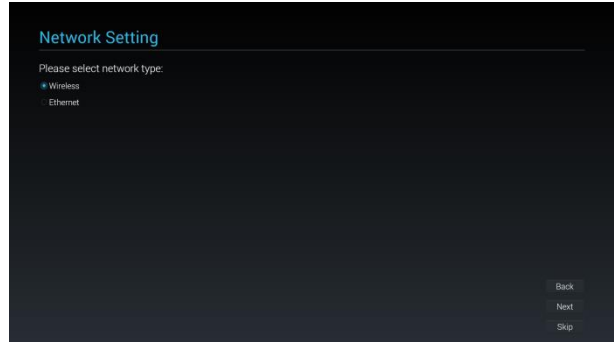 Network Setting
Please select network type:
Wireless
Ethernet
Back
Next
Skip